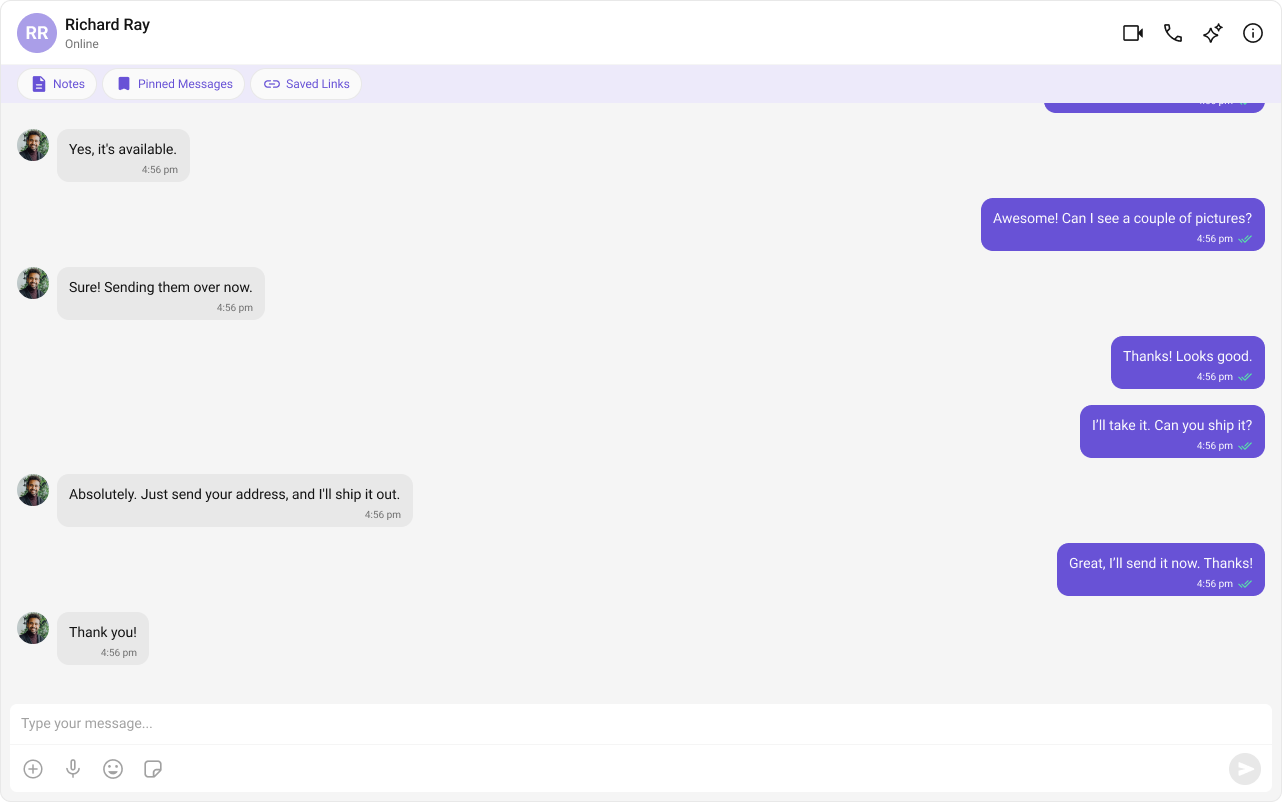 RR
Richard Ray
Online
Notes
Pinned Messages
Saved Links
Yes, it's available.
4:56 pm
Awesome! Can I see a couple of pictures?
4:56 pm
Sure! Sending them over now.
4:56 pm
Thanks! Looks good.
4:56 pm
I’ll take it. Can you ship it?
4:56 pm
Absolutely. Just send your address, and I'll ship it out.
4:56 pm
Great, I’ll send it now. Thanks!
4:56 pm
Thank you!
4:56 pm
Type your message...